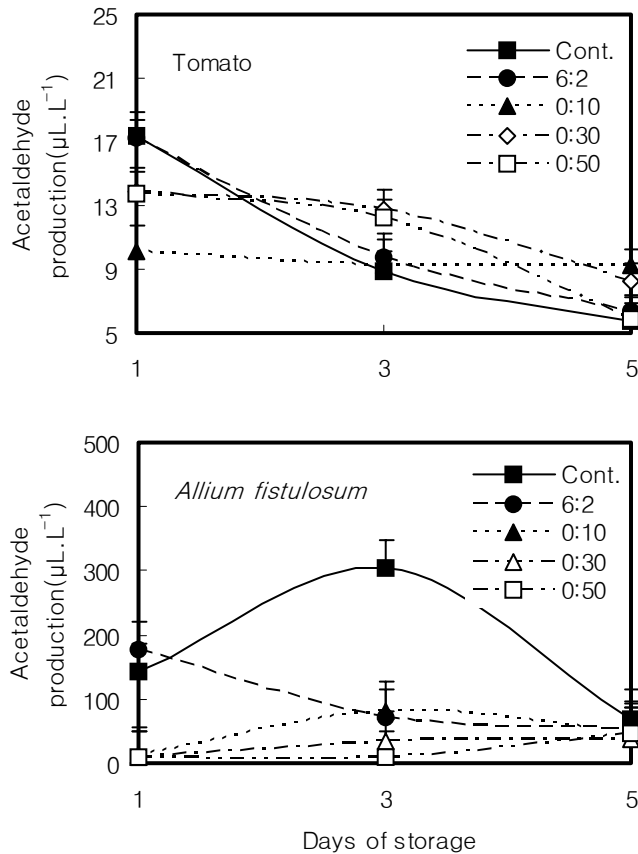 25
21
17
13
9
5
Acetaldehyde
production(μL.L⁻¹)
Tomato
Cont.
6:2
0:10
0:30
0:50
1 3 5
500
400
300
200
100
0
Acetaldehyde
production(μL.L⁻¹)
Allium fistulosum
Cont.
6:2
0:10
0:30
0:50
1 3 5
Days of storage